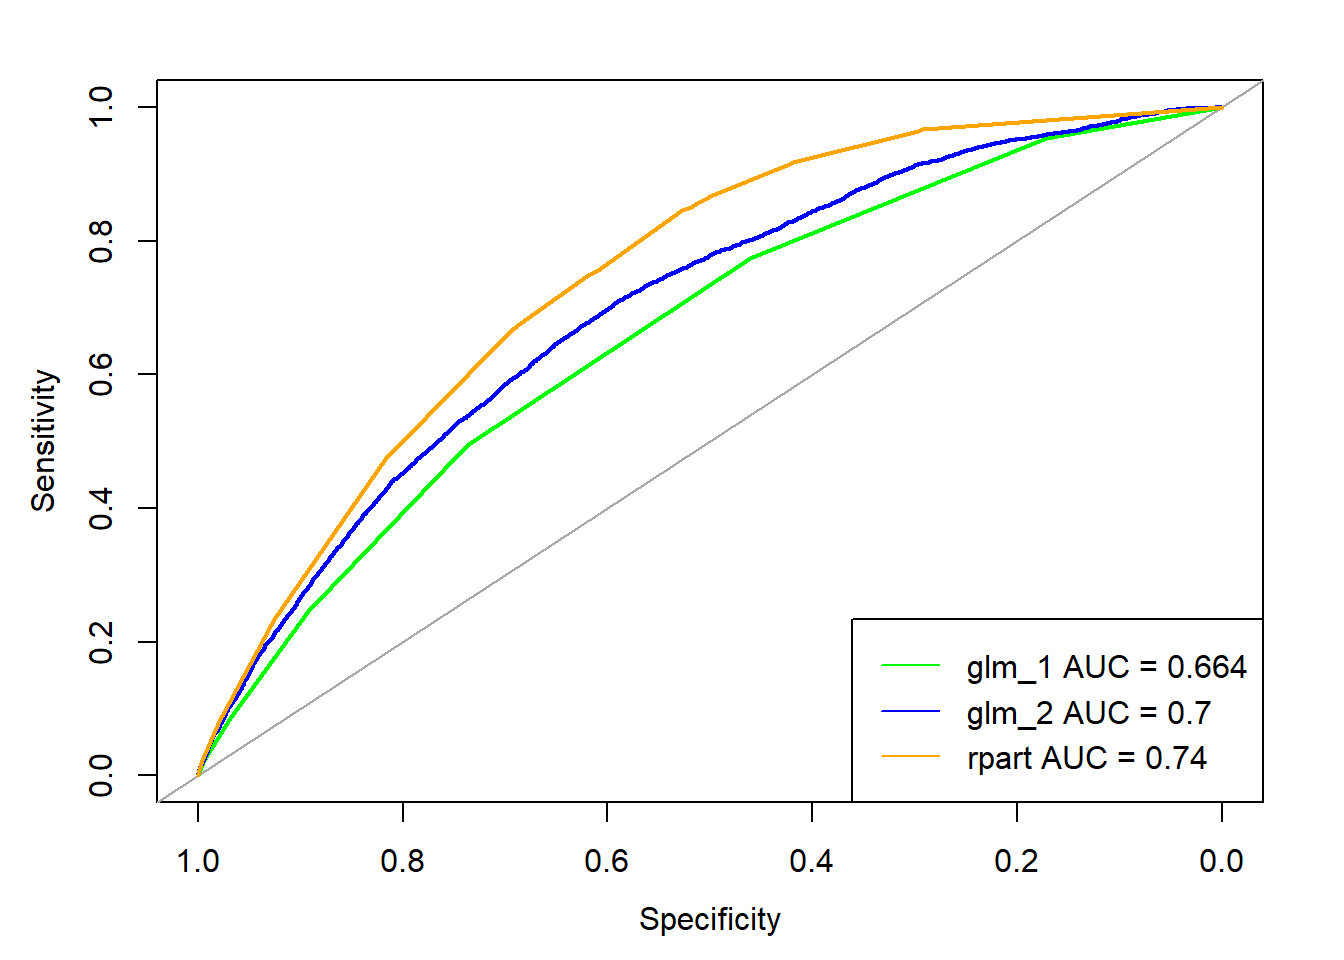 1.0
0.8
0.6
0.4
0.2
0.0
Sensitivity
glm_1 AUC = 0.664
glm_2 AUC = 0.7
rpart AUC = 0.74
1.0 0.8 0.6 0.4 0.2 0.0
Specificity